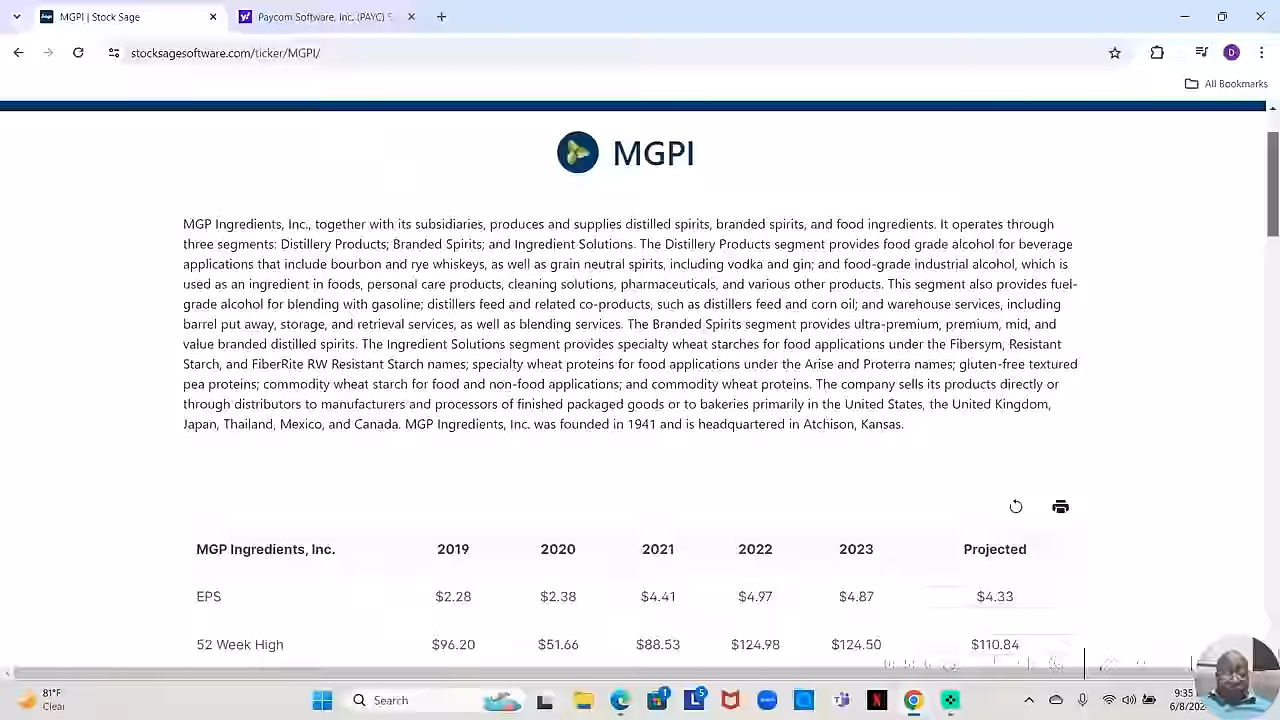 MGPI | Stock Sage
Paycom Software, Inc. (PAYC) S
stocksagesoftware.com/ticker/MGPI/
D
All Bookmarks
MGPI
MGP Ingredients, Inc., together with its subsidiaries, produces and supplies distilled spirits, branded spirits, and food ingredients. It operates through
three segments: Distillery Products; Branded Spirits; and Ingredient Solutions. The Distillery Products segment provides food grade alcohol for beverage
applications that include bourbon and rye whiskeys, as well as grain neutral spirits, including vodka and gin; and food-grade industrial alcohol, which is
used as an ingredient in foods, personal care products, cleaning solutions, pharmaceuticals, and various other products. This segment also provides fuel-
grade alcohol for blending with gasoline; distillers feed and related co-products, such as distillers feed and corn oil; and warehouse services, including
barrel put away, storage, and retrieval services, as well as blending services. The Branded Spirits segment provides ultra-premium, premium, mid, and
value branded distilled spirits. The Ingredient Solutions segment provides specialty wheat starches for food applications under the Fibersym, Resistant
Starch, and FiberRite RW Resistant Starch names; specialty wheat proteins for food applications under the Arise and Proterra names; gluten-free textured
pea proteins; commodity wheat starch for food and non-food applications; and commodity wheat proteins. The company sells its products directly or
through distributors to manufacturers and processors of finished packaged goods or to bakeries primarily in the United States, the United Kingdom,
Japan, Thailand, Mexico, and Canada. MGP Ingredients, Inc. was founded in 1941 and is headquartered in Atchison, Kansas.
MGP Ingredients, Inc. 2019 2020 2021 2022 2023 Projected
EPS $2.28 $2.38 $4.41 $4.97 $4.87 $4.33
52 Week High $96.20 $51.66 $88.53 $124.98 $124.50 $110.84
81°F
Clear
Search
9:35
6/8/202